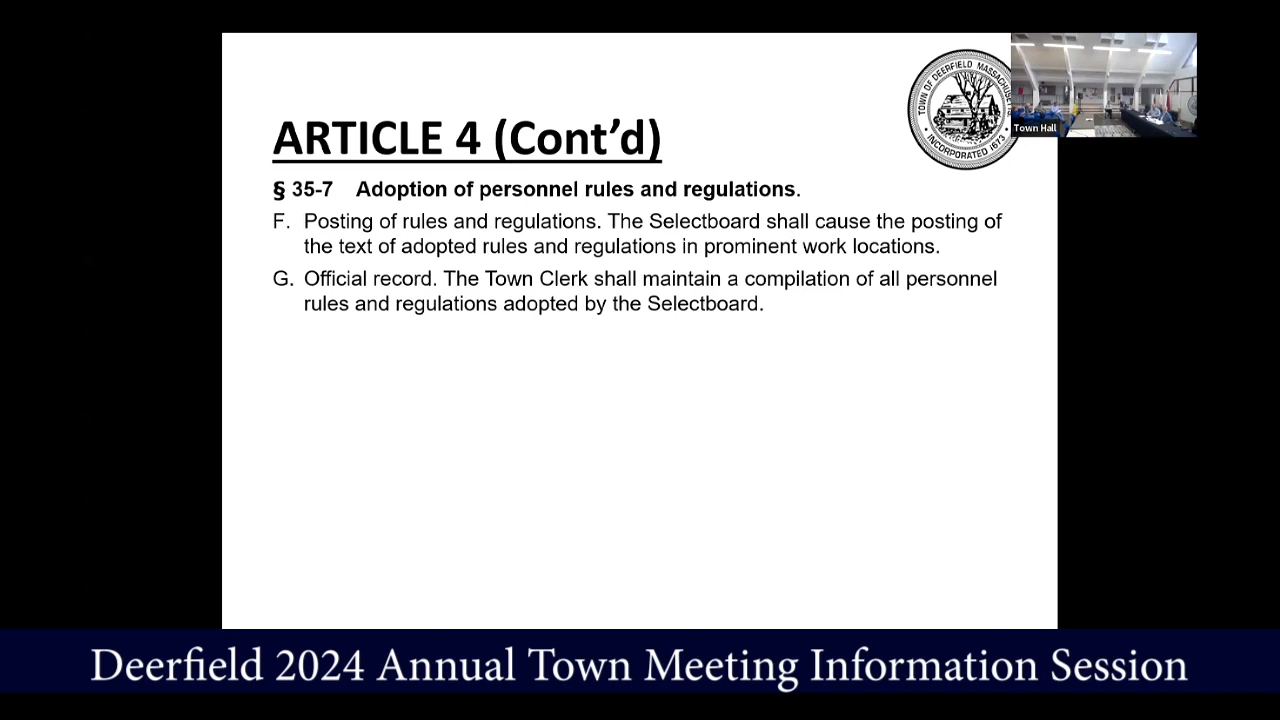 ARTICLE 4 (Cont’d)
§ 35-7 Adoption of personnel rules and regulations.
F. Posting of rules and regulations. The Selectboard shall cause the posting of
the text of adopted rules and regulations in prominent work locations.
G. Official record. The Town Clerk shall maintain a compilation of all personnel
rules and regulations adopted by the Selectboard.
TOWN OF DEERFIELD
INCORPORATED 1673
Town Hall
Deerfield 2024 Annual Town Meeting Information Session